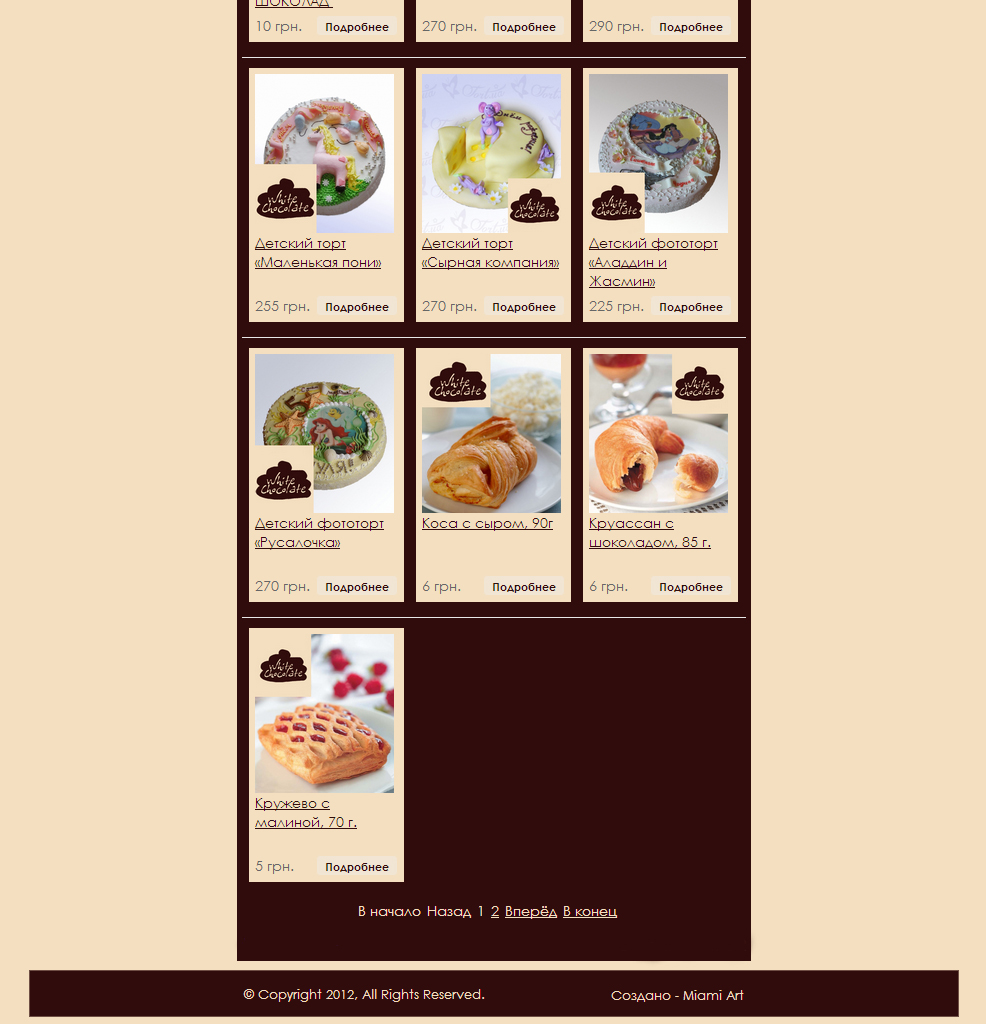 ШОКОЛАД"
10 грн. Подробнее
270 грн. Подробнее
290 грн. Подробнее
White Chocolate
White Chocolate
White Chocolate
Детский торт
«Маленькая пони»
255 грн. Подробнее
Детский торт
«Сырная компания»
270 грн. Подробнее
Детский фототорт
«Аладдин и
Жасмин»
225 грн. Подробнее
White Chocolate
White Chocolate
White Chocolate
Детский фототорт
«Русалочка»
270 грн. Подробнее
Коса с сыром, 90г
6 грн. Подробнее
Круассан с
шоколадом, 85 г.
6 грн. Подробнее
White Chocolate
Кружево с
малиной, 70 г.
5 грн. Подробнее
В начало Назад 1 2 Вперёд В конец
© Copyright 2012, All Rights Reserved.
Создано - Miami Art